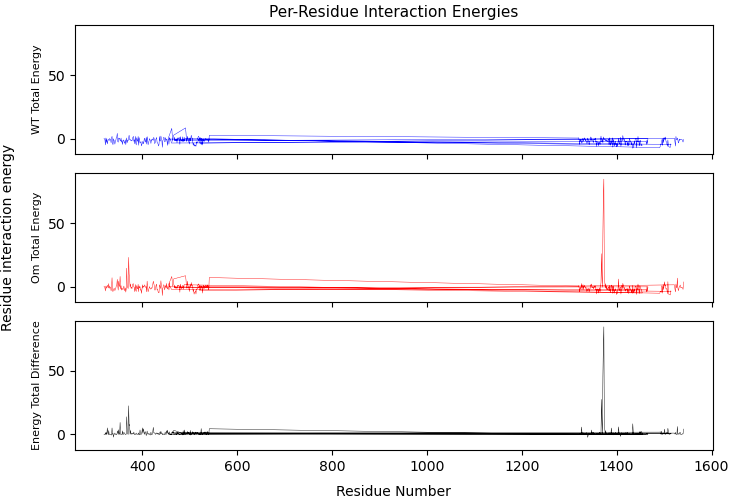 Per-Residue Interaction Energies
Residue interaction energy
WT Total Energy
50
0
Om Total Energy
50
0
Energy Total Difference
50
0
400 600 800 1000 1200 1400 1600
Residue Number